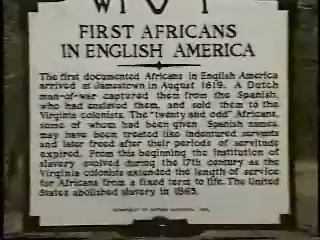 FIRST AFRICANS
IN ENGLISH AMERICA
The first documented Africans in English America
arrived at Jamestown in August 1619. A Dutch
man-of-war captured them from the Spanish,
who had enslaved them, and sold them to the
Virginia colonists. The "twenty and odd" Africans,
some of whom had been given Spanish names,
may have been treated like indentured servants
and later freed after their periods of servitude
expired. From this beginning the institution of
slavery evolved during the 17th century as the
Virginia colonists extended the length of service
for Africans from a fixed term to life. The United
States abolished slavery in 1865.